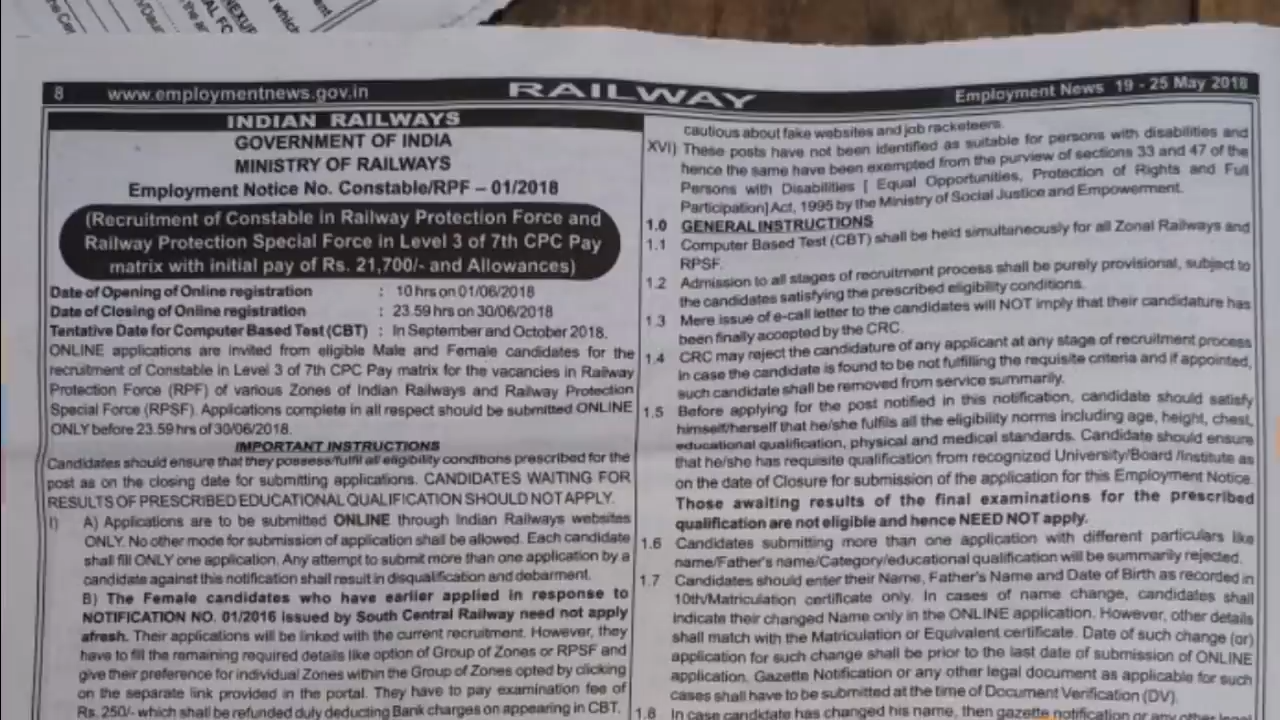 8 www.employmentnews.gov.in RAILWAY Employment News 19 - 25 May 2018
INDIAN RAILWAYS
GOVERNMENT OF INDIA
MINISTRY OF RAILWAYS
Employment Notice No. Constable/RPF – 01/2018
(Recruitment of Constable in Railway Protection Force and
Railway Protection Special Force in Level 3 of 7th CPC Pay
matrix with initial pay of Rs. 21,700/- and Allowances)
Date of Opening of Online registration : 10 hrs on 01/06/2018
Date of Closing of Online registration : 23.59 hrs on 30/06/2018
Tentative Date for Computer Based Test (CBT) : In September and October 2018.
ONLINE applications are invited from eligible Male and Female candidates for the
recruitment of Constable in Level 3 of 7th CPC Pay matrix for the vacancies in Railway
Protection Force (RPF) of various Zones of Indian Railways and Railway Protection
Special Force (RPSF). Applications complete in all respect should be submitted ONLINE
ONLY before 23.59 hrs of 30/06/2018.
IMPORTANT INSTRUCTIONS
Candidates should ensure that they possess/fulfil all eligibility conditions prescribed for the
post as on the closing date for submitting applications. CANDIDATES WAITING FOR
RESULTS OF PRESCRIBED EDUCATIONAL QUALIFICATION SHOULD NOT APPLY.
I) A) Applications are to be submitted ONLINE through Indian Railways websites
ONLY. No other mode for submission of application shall be allowed. Each candidate
shall fill ONLY one application. Any attempt to submit more than one application by a
candidate against this notification shall result in disqualification and debarment.
B) The Female candidates who have earlier applied in response to
NOTIFICATION NO. 01/2016 issued by South Central Railway need not apply
afresh. Their applications will be linked with the current recruitment. However, they
have to fill the remaining required details like option of Group of Zones or RPSF and
give their preference for individual Zones within the Group of Zones opted by clicking
on the separate link provided in the portal. They have to pay examination fee of
Rs. 250/- which shall be refunded duly deducting Bank charges on appearing in CBT.
cautious about fake websites and job racketeers.
XVI) These posts have not been identified as suitable for persons with disabilities and
hence the same have been exempted from the purview of sections 33 and 47 of the
Persons with Disabilities [ Equal Opportunities, Protection of Rights and Full
Participation] Act, 1995 by the Ministry of Social Justice and Empowerment.
1.0 GENERAL INSTRUCTIONS
1.1 Computer Based Test (CBT) shall be held simultaneously for all Zonal Railways and
RPSF.
1.2 Admission to all stages of recruitment process shall be purely provisional, subject to
the candidates satisfying the prescribed eligibility conditions.
1.3 Mere issue of e-call letter to the candidates will NOT imply that their candidature has
been finally accepted by the CRC.
1.4 CRC may reject the candidature of any applicant at any stage of recruitment process
in case the candidate is found to be not fulfilling the requisite criteria and if appointed,
such candidate shall be removed from service summarily.
1.5 Before applying for the post notified in this notification, candidate should satisfy
himself/herself that he/she fulfils all the eligibility norms including age, height, chest,
educational qualification, physical and medical standards. Candidate should ensure
that he/she has requisite qualification from recognized University/Board /Institute as
on the date of Closure for submission of the application for this Employment Notice.
Those awaiting results of the final examinations for the prescribed
qualification are not eligible and hence NEED NOT apply.
1.6 Candidates submitting more than one application with different particulars like
name/Father's name/Category/educational qualification will be summarily rejected.
1.7 Candidates should enter their Name, Father's Name and Date of Birth as recorded in
10th/Matriculation certificate only. In cases of name change, candidates shall
indicate their changed Name only in the ONLINE application. However, other details
shall match with the Matriculation or Equivalent certificate. Date of such change (or)
application for such change shall be prior to the last date of submission of ONLINE
application. Gazette Notification or any other legal document as applicable for such
cases shall have to be submitted at the time of Document Verification (DV).
1.8 In case candidate has changed his name, then gazette notification or any other legal